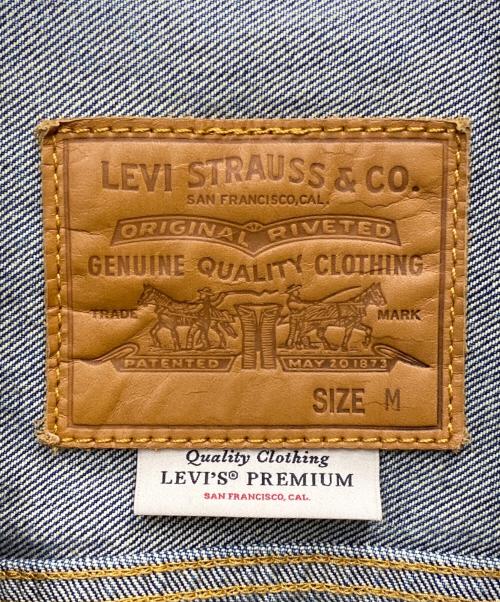 LEVI STRAUSS & CO.
SAN FRANCISCO, CAL.
ORIGINAL RIVETED
GENUINE QUALITY CLOTHING
TRADE MARK
PATENTED MAY 20 1873
SIZE M
Quality Clothing
LEVI'S® PREMIUM
SAN FRANCISCO, CAL.